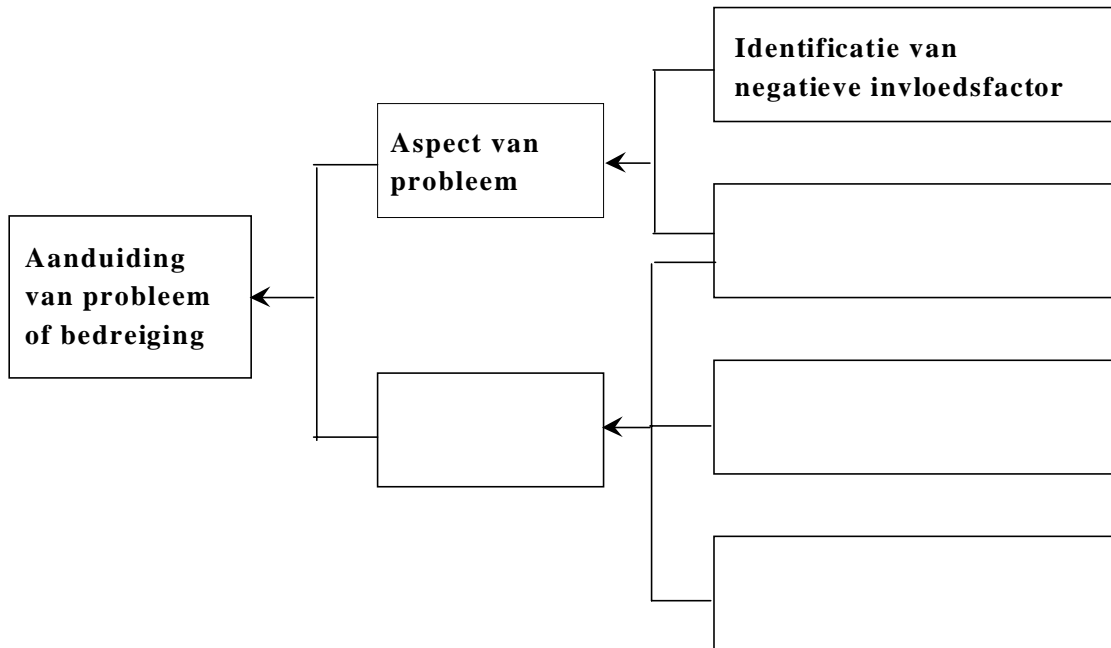 Identificatie van
negatieve invloedsfactor
Aspect van
probleem
Aanduiding
van probleem
of bedreiging